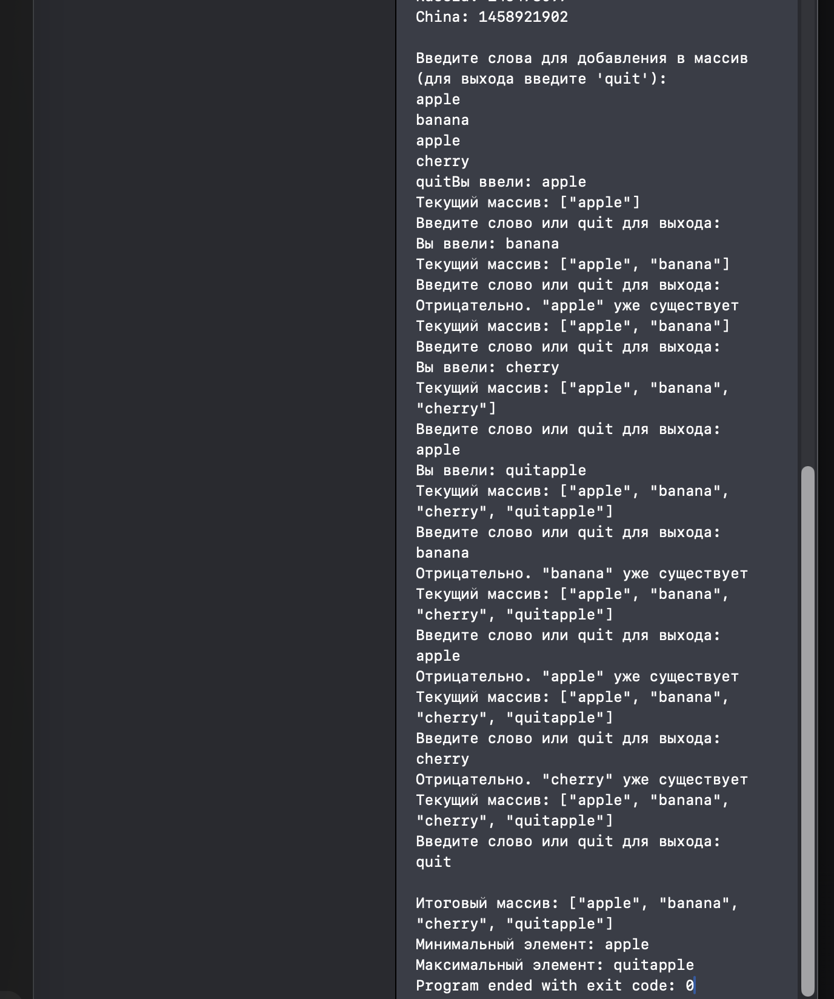 China: 1458921902
Введите слова для добавления в массив
(для выхода введите 'quit'):
apple
banana
apple
cherry
quitВы ввели: apple
Текущий массив: ["apple"]
Введите слово или quit для выхода:
Вы ввели: banana
Текущий массив: ["apple", "banana"]
Введите слово или quit для выхода:
Отрицательно. "apple" уже существует
Текущий массив: ["apple", "banana"]
Введите слово или quit для выхода:
Вы ввели: cherry
Текущий массив: ["apple", "banana",
"cherry"]
Введите слово или quit для выхода:
apple
Вы ввели: quitapple
Текущий массив: ["apple", "banana",
"cherry", "quitapple"]
Введите слово или quit для выхода:
banana
Отрицательно. "banana" уже существует
Текущий массив: ["apple", "banana",
"cherry", "quitapple"]
Введите слово или quit для выхода:
apple
Отрицательно. "apple" уже существует
Текущий массив: ["apple", "banana",
"cherry", "quitapple"]
Введите слово или quit для выхода:
cherry
Отрицательно. "cherry" уже существует
Текущий массив: ["apple", "banana",
"cherry", "quitapple"]
Введите слово или quit для выхода:
quit
Итоговый массив: ["apple", "banana",
"cherry", "quitapple"]
Минимальный элемент: apple
Максимальный элемент: quitapple
Program ended with exit code: 0